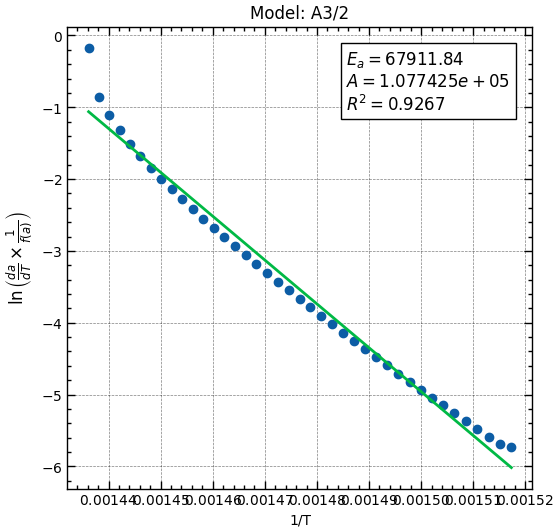 Model: A3/2
E_a = 67911.84
A = 1.077425e + 05
R^2 = 0.9267
0
−1
−2
−3
−4
−5
−6
ln (da/dT × 1/f(a))
0.00144 0.00145 0.00146 0.00147 0.00148 0.00149 0.00150 0.00151 0.00152
1/T